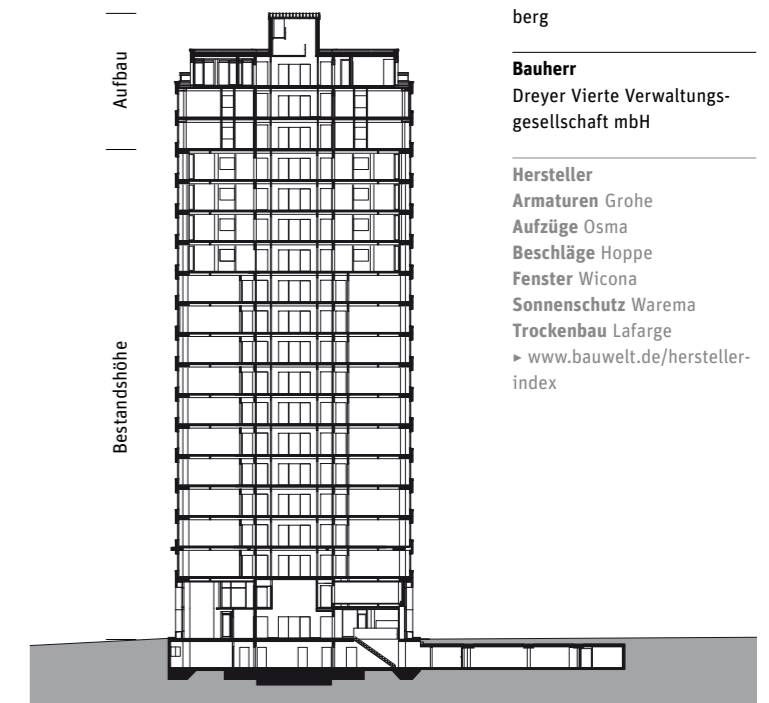 Aufbau
Bestandshöhe
berg
Bauherr
Dreyer Vierte Verwaltungs-
gesellschaft mbH
Hersteller
Armaturen Grohe
Aufzüge Osma
Beschläge Hoppe
Fenster Wicona
Sonnenschutz Warema
Trockenbau Lafarge
▸ www.bauwelt.de/hersteller-
index